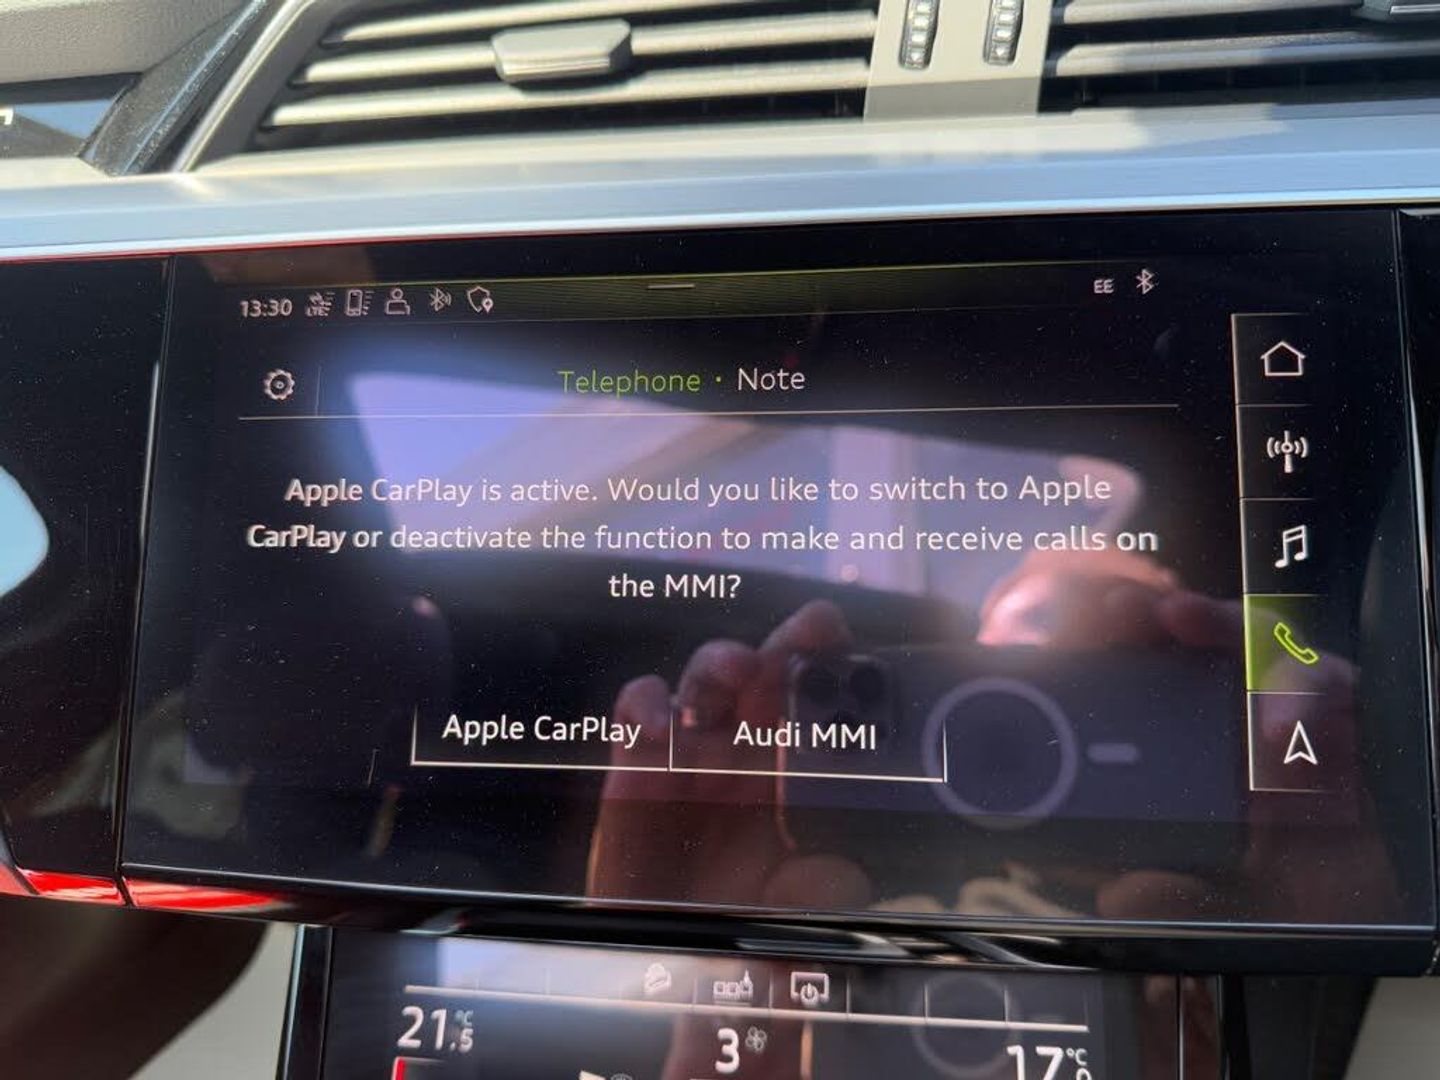 13:30 LTE EE
Telephone · Note
Apple CarPlay is active. Would you like to switch to Apple
CarPlay or deactivate the function to make and receive calls on
the MMI?
Apple CarPlay Audi MMI
21.5 °C 3 17 °C